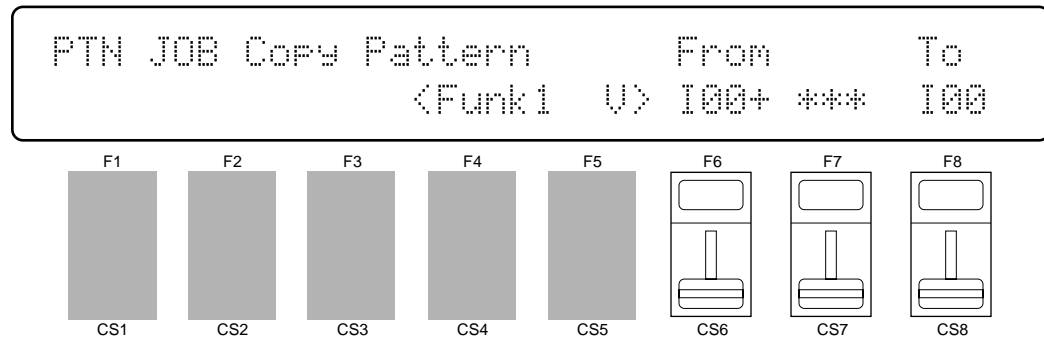 PTN JOB Copy Pattern From To
<Funk1 V> I00+ *** I00
F1 F2 F3 F4 F5 F6 F7 F8
CS1 CS2 CS3 CS4 CS5 CS6 CS7 CS8